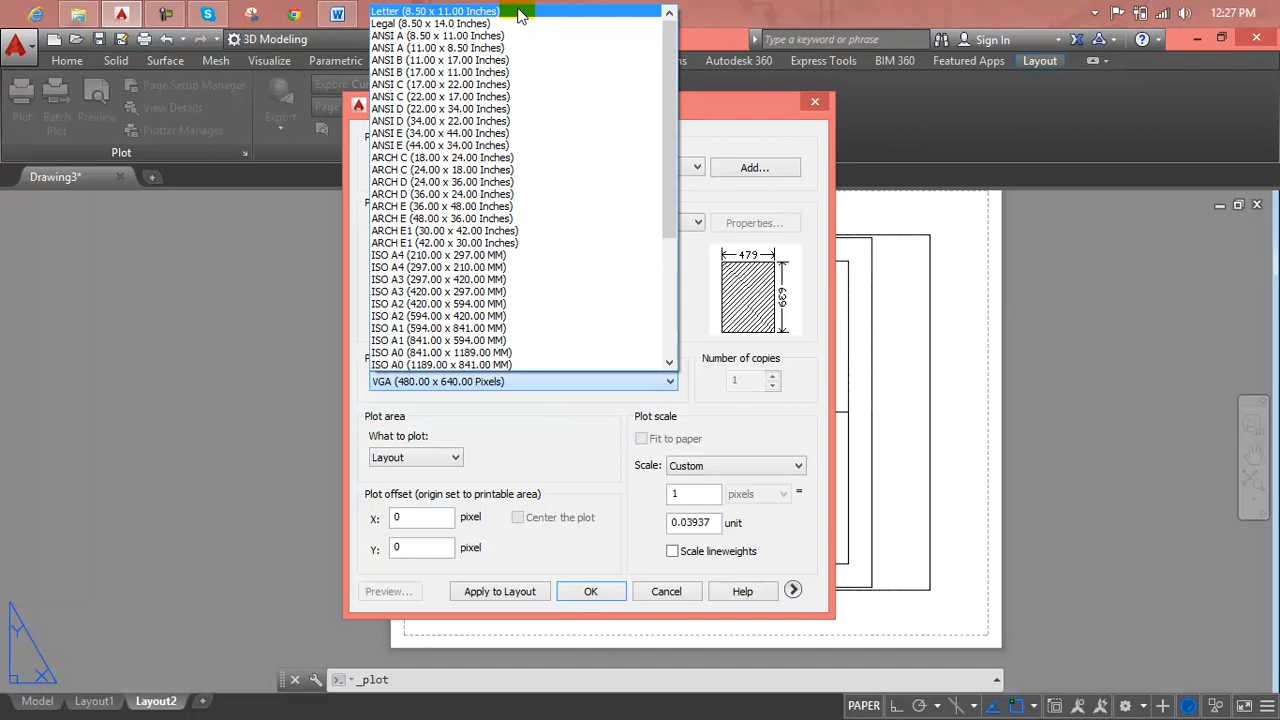 12:27 PM
3D Modeling
Type a keyword or phrase
Sign In
Home
Solid
Surface
Mesh
Visualize
Parametric
Autodesk 360
Express Tools
BIM 360
Featured Apps
Layout
Plot
Batch
Plot
Preview
Page Setup Manager
View Details
Plotter Manager
Export
Export: Cur
Page
Plot
Drawing3*
Letter (8.50 x 11.00 Inches)
Legal (8.50 x 14.0 Inches)
ANSI A (8.50 x 11.00 Inches)
ANSI A (11.00 x 8.50 Inches)
ANSI B (11.00 x 17.00 Inches)
ANSI B (17.00 x 11.00 Inches)
ANSI C (17.00 x 22.00 Inches)
ANSI C (22.00 x 17.00 Inches)
ANSI D (22.00 x 34.00 Inches)
ANSI D (34.00 x 22.00 Inches)
ANSI E (34.00 x 44.00 Inches)
ANSI E (44.00 x 34.00 Inches)
ARCH C (18.00 x 24.00 Inches)
ARCH C (24.00 x 18.00 Inches)
ARCH D (24.00 x 36.00 Inches)
ARCH D (36.00 x 24.00 Inches)
ARCH E (36.00 x 48.00 Inches)
ARCH E (48.00 x 36.00 Inches)
ARCH E1 (30.00 x 42.00 Inches)
ARCH E1 (42.00 x 30.00 Inches)
ISO A4 (210.00 x 297.00 MM)
ISO A4 (297.00 x 210.00 MM)
ISO A3 (297.00 x 420.00 MM)
ISO A3 (420.00 x 297.00 MM)
ISO A2 (420.00 x 594.00 MM)
ISO A2 (594.00 x 420.00 MM)
ISO A1 (594.00 x 841.00 MM)
ISO A1 (841.00 x 594.00 MM)
ISO A0 (841.00 x 1189.00 MM)
ISO A0 (1189.00 x 841.00 MM)
VGA (480.00 x 640.00 Pixels)
Add...
Properties...
479
639
Number of copies
1
Plot area
What to plot:
Layout
Plot offset (origin set to printable area)
X: 0 pixel
Center the plot
Y: 0 pixel
Plot scale
Fit to paper
Scale: Custom
1 pixels =
0.03937 unit
Scale lineweights
Preview...
Apply to Layout
OK
Cancel
Help
Y
X
_plot
Model
Layout1
Layout2
PAPER